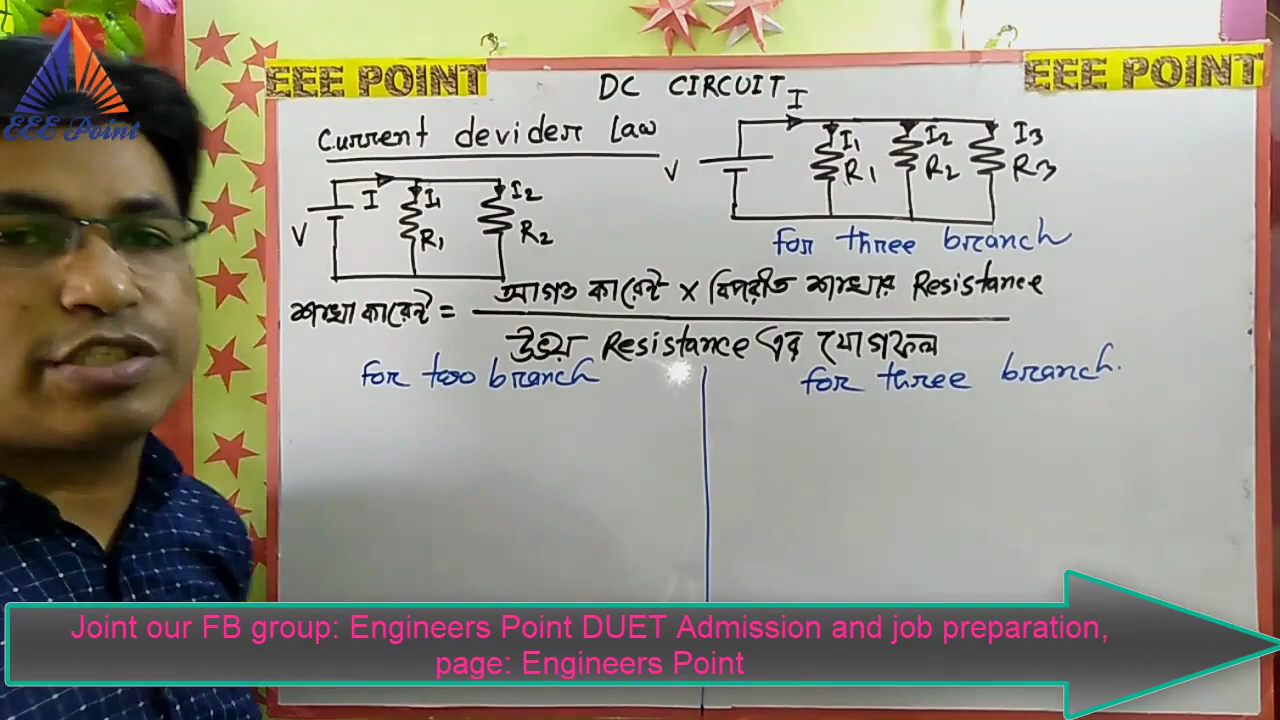 EEE Point
EEE POINT
DC CIRCUIT
EEE POINT
Current devider Law
V
I
I1
R1
I2
R2
V
I
I1
R1
I2
R2
I3
R3
for three branch
শাখা কারেন্ট = আগত কারেন্ট × বিপরীত শাখার Resistance
উভয় Resistance এর যোগফল
for two branch
for three branch.
Joint our FB group: Engineers Point DUET Admission and job preparation,
page: Engineers Point